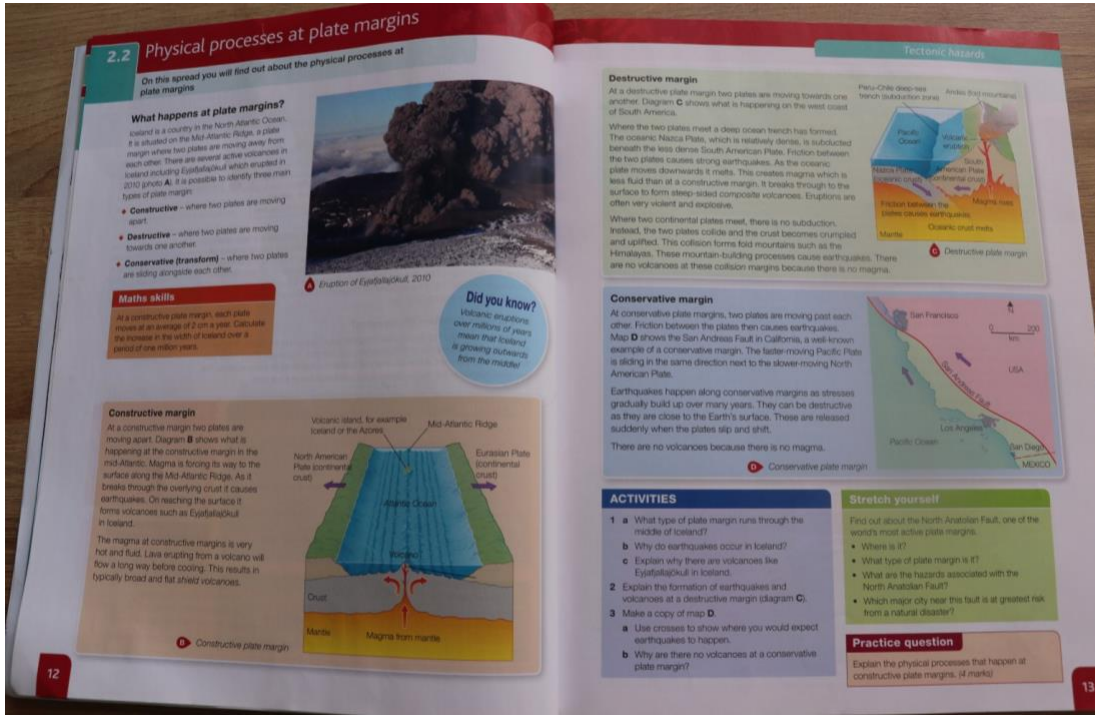 2.2
Physical processes at plate margins
On this spread you will find out about the physical processes at
plate margins
What happens at plate margins?
Iceland is a country in the North Atlantic Ocean.
It is situated on the Mid-Atlantic Ridge, a plate
margin where two plates are moving away from
each other. There are several active volcanoes in
Iceland including Eyjafjallajökull which erupted in
2010 (photo A). It is possible to identify three main
types of plate margin:
• Constructive – where two plates are moving
apart.
• Destructive – where two plates are moving
towards one another.
• Conservative (transform) – where two plates
are sliding alongside each other.
A Eruption of Eyjafjallajökull, 2010
Maths skills
At a constructive plate margin, each plate
moves at an average of 2 cm a year. Calculate
the increase in the width of Iceland over a
period of one million years.
Did you know?
Volcanic eruptions
over millions of years
mean that Iceland
is growing outwards
from the middle!
Constructive margin
At a constructive margin two plates are
moving apart. Diagram B shows what is
happening at the constructive margin in the
mid-Atlantic. Magma is forcing its way to the
surface along the Mid-Atlantic Ridge. As it
breaks through the overlying crust it causes
earthquakes. On reaching the surface it
forms volcanoes such as Eyjafjallajökull
in Iceland.
The magma at constructive margins is very
hot and fluid. Lava erupting from a volcano will
flow a long way before cooling. This results in
typically broad and flat shield volcanoes.
Volcanic island, for example
Iceland or the Azores
Mid-Atlantic Ridge
North American
Plate (continental
crust)
Eurasian Plate
(continental
crust)
Atlantic Ocean
Volcano
Crust
Mantle
Magma from mantle
B Constructive plate margin
12
Tectonic hazards
Destructive margin
At a destructive plate margin two plates are moving towards one
another. Diagram C shows what is happening on the west coast
of South America.
Where the two plates meet a deep ocean trench has formed.
The oceanic Nazca Plate, which is relatively dense, is subducted
beneath the less dense South American Plate. Friction between
the two plates causes strong earthquakes. As the oceanic
plate moves downwards it melts. This creates magma which is
less fluid than at a constructive margin. It breaks through to the
surface to form steep-sided composite volcanoes. Eruptions are
often very violent and explosive.
Where two continental plates meet, there is no subduction.
Instead, the two plates collide and the crust becomes crumpled
and uplifted. This collision forms fold mountains such as the
Himalayas. These mountain-building processes cause earthquakes. There
are no volcanoes at these collision margins because there is no magma.
Peru-Chile deep-sea
trench (subduction zone)
Andes (fold mountains)
Pacific
Ocean
Volcanic
eruption
Nazca Plate
(oceanic crust)
South
American Plate
(continental crust)
Friction between the
plates causes earthquakes
Magma rises
Oceanic crust melts
Mantle
C Destructive plate margin
Conservative margin
At conservative plate margins, two plates are moving past each
other. Friction between the plates then causes earthquakes.
Map D shows the San Andreas Fault in California, a well-known
example of a conservative margin. The faster-moving Pacific Plate
is sliding in the same direction next to the slower-moving North
American Plate.
Earthquakes happen along conservative margins as stresses
gradually build up over many years. They can be destructive
as they are close to the Earth's surface. These are released
suddenly when the plates slip and shift.
There are no volcanoes because there is no magma.
D Conservative plate margin
San Francisco
N
0 200
km
USA
San Andreas Fault
Los Angeles
Pacific Ocean
San Diego
MEXICO
ACTIVITIES
1 a What type of plate margin runs through the
middle of Iceland?
b Why do earthquakes occur in Iceland?
c Explain why there are volcanoes like
Eyjafjallajökull in Iceland.
2 Explain the formation of earthquakes and
volcanoes at a destructive margin (diagram C).
3 Make a copy of map D.
a Use crosses to show where you would expect
earthquakes to happen.
b Why are there no volcanoes at a conservative
plate margin?
Stretch yourself
Find out about the North Anatolian Fault, one of the
world's most active plate margins.
• Where is it?
• What type of plate margin is it?
• What are the hazards associated with the
North Anatolian Fault?
• Which major city near this fault is at greatest risk
from a natural disaster?
Practice question
Explain the physical processes that happen at
constructive plate margins. (4 marks)
13